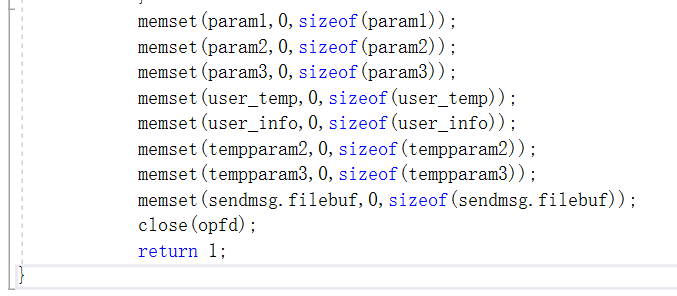 memset(param1,0,sizeof(param1));
memset(param2,0,sizeof(param2));
memset(param3,0,sizeof(param3));
memset(user_temp,0,sizeof(user_temp));
memset(user_info,0,sizeof(user_info));
memset(tempparam2,0,sizeof(tempparam2));
memset(tempparam3,0,sizeof(tempparam3));
memset(sendmsg.filebuf,0,sizeof(sendmsg.filebuf));
close(opfd);
return 1;
}